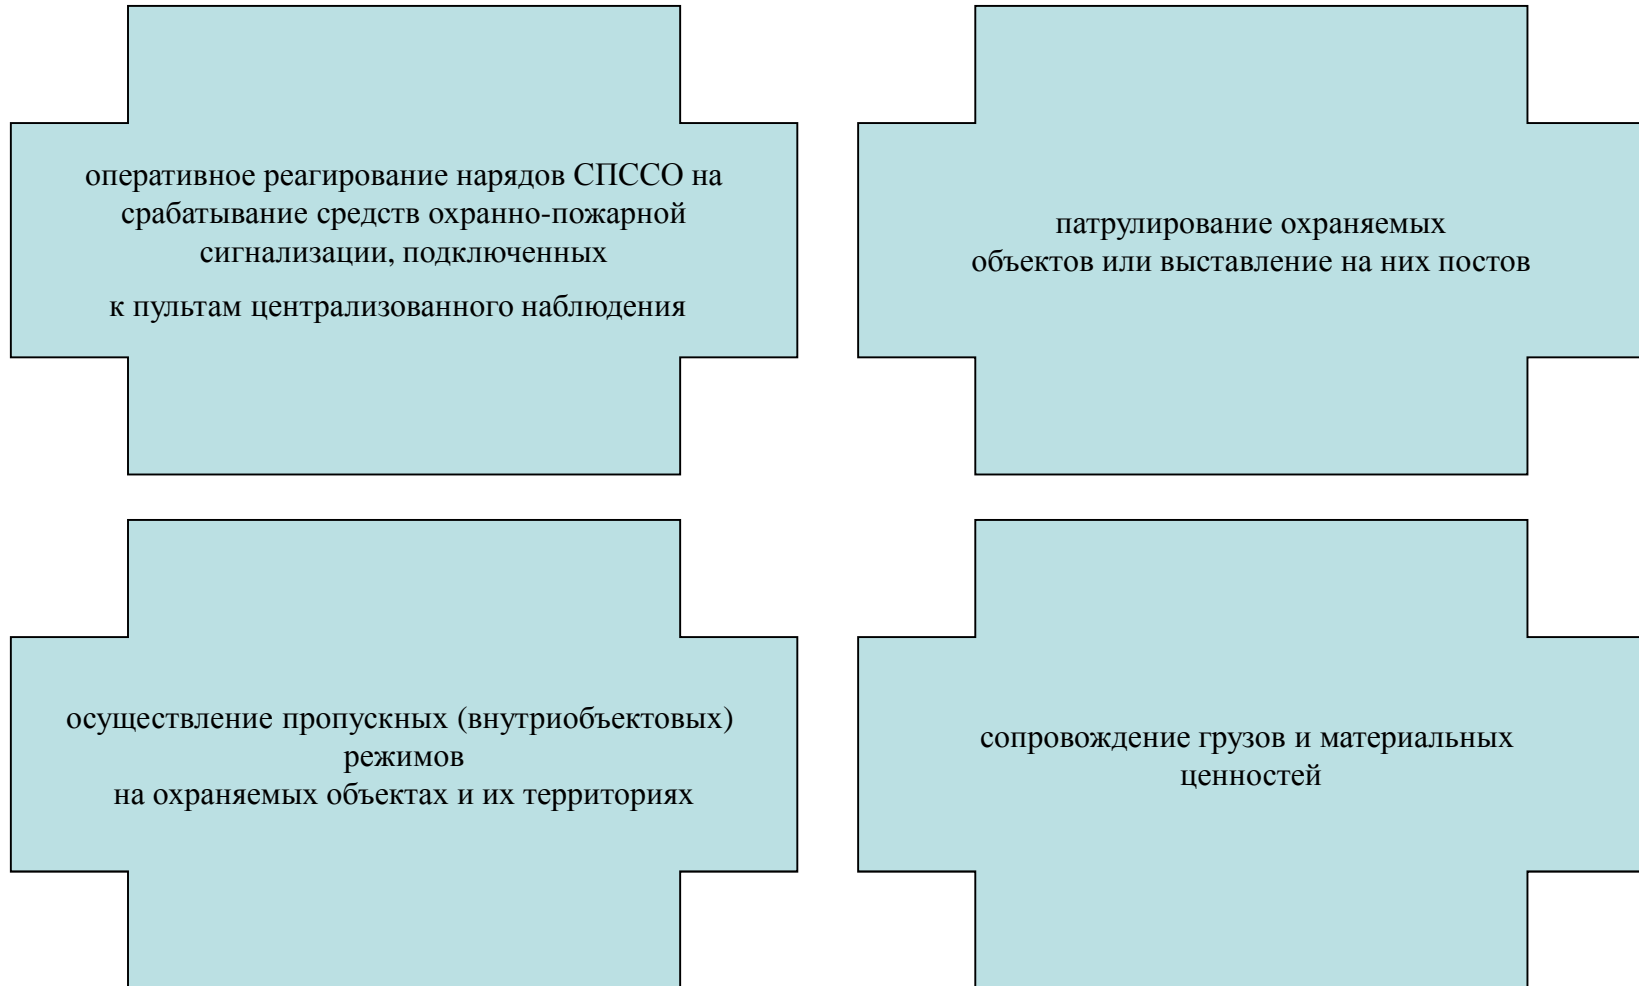 оперативное реагирование нарядов СПССО на
срабатывание средств охранно-пожарной
сигнализации, подключенных
к пультам централизованного наблюдения
патрулирование охраняемых
объектов или выставление на них постов
осуществление пропускных (внутриобъектовых)
режимов
на охраняемых объектах и их территориях
сопровождение грузов и материальных
ценностей